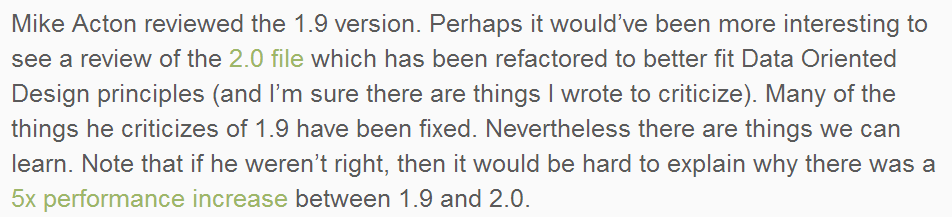 Mike Acton reviewed the 1.9 version. Perhaps it would’ve been more interesting to
see a review of the 2.0 file which has been refactored to better fit Data Oriented
Design principles (and I’m sure there are things I wrote to criticize). Many of the
things he criticizes of 1.9 have been fixed. Nevertheless there are things we can
learn. Note that if he weren’t right, then it would be hard to explain why there was a
5x performance increase between 1.9 and 2.0.